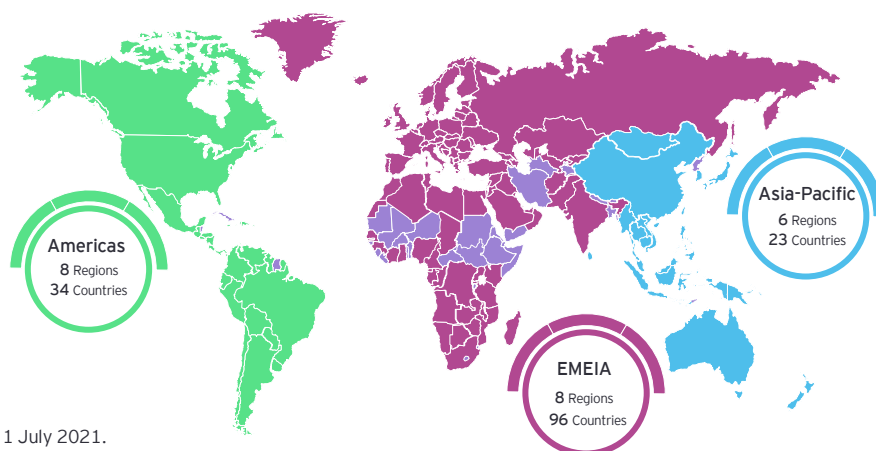 Americas
8 Regions
34 Countries
Asia-Pacific
6 Regions
23 Countries
EMEIA
8 Regions
96 Countries
1 July 2021.